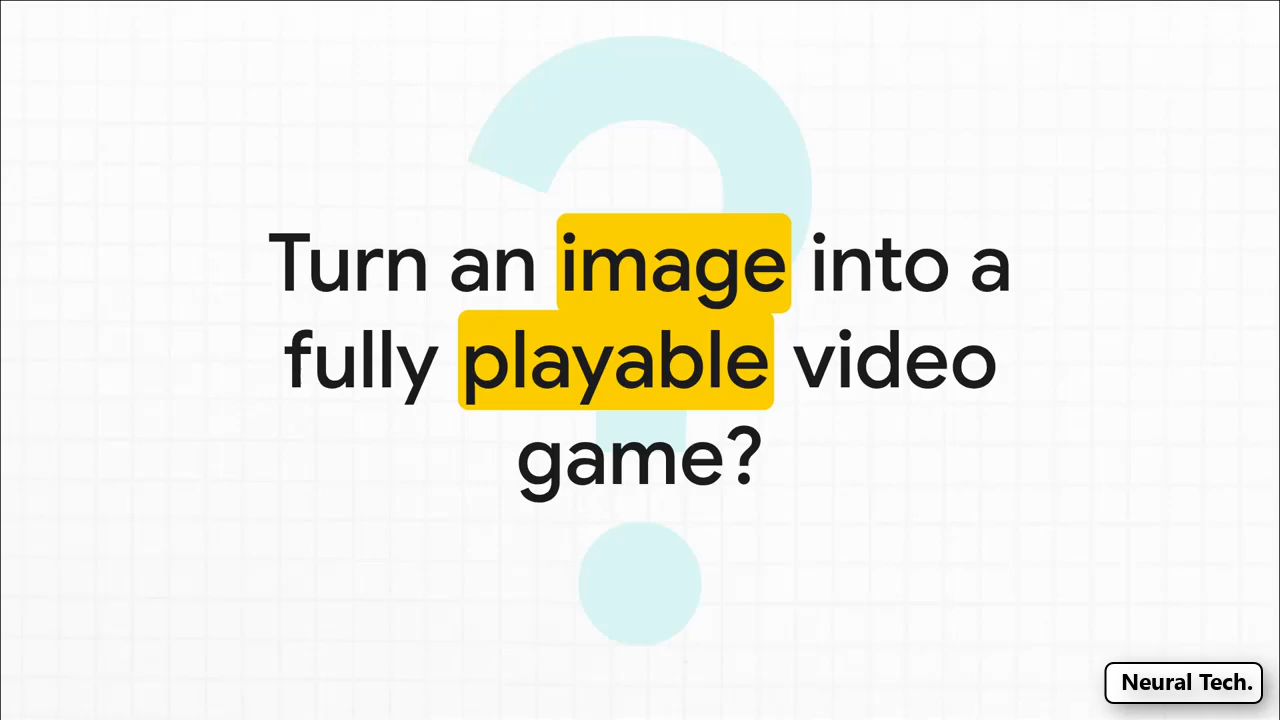 Turn an image into a
fully playable video
game?
Neural Tech.